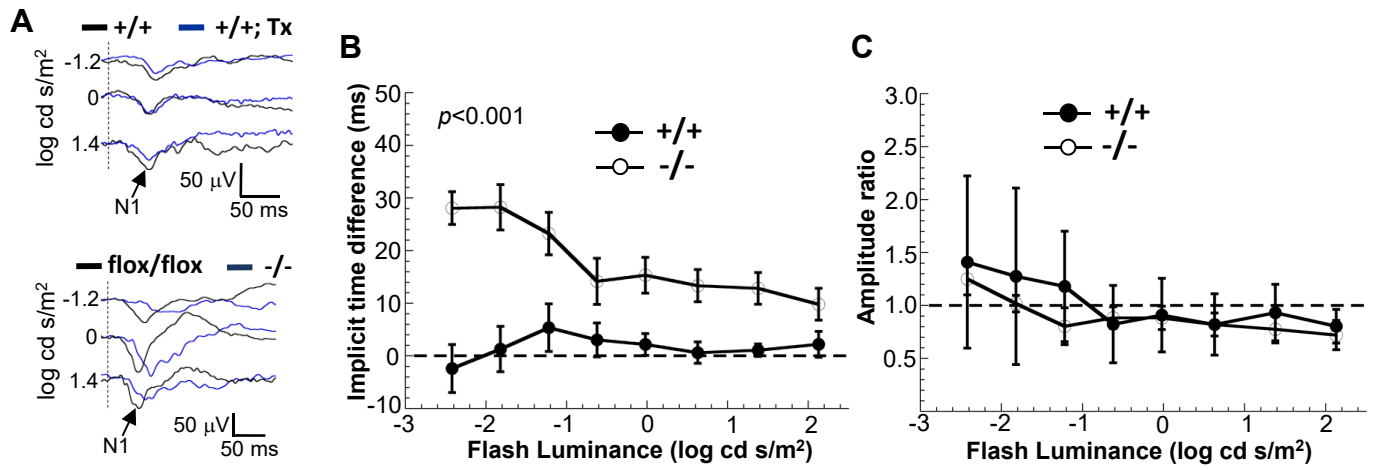 A
+/+ +/+; Tx
log cd s/m²
-1.2
0
1.4
N1
50 μV
50 ms
flox/flox -/-
log cd s/m²
-1.2
0
1.4
N1
50 μV
50 ms
B
Implicit time difference (ms)
50
40
30
20
10
0
-10
p<0.001
+/+
-/-
-3 -2 -1 0 1 2
Flash Luminance (log cd s/m²)
C
Amplitude ratio
3.0
2.5
2.0
1.5
1.0
0.5
+/+
-/-
-3 -2 -1 0 1 2
Flash Luminance (log cd s/m²)